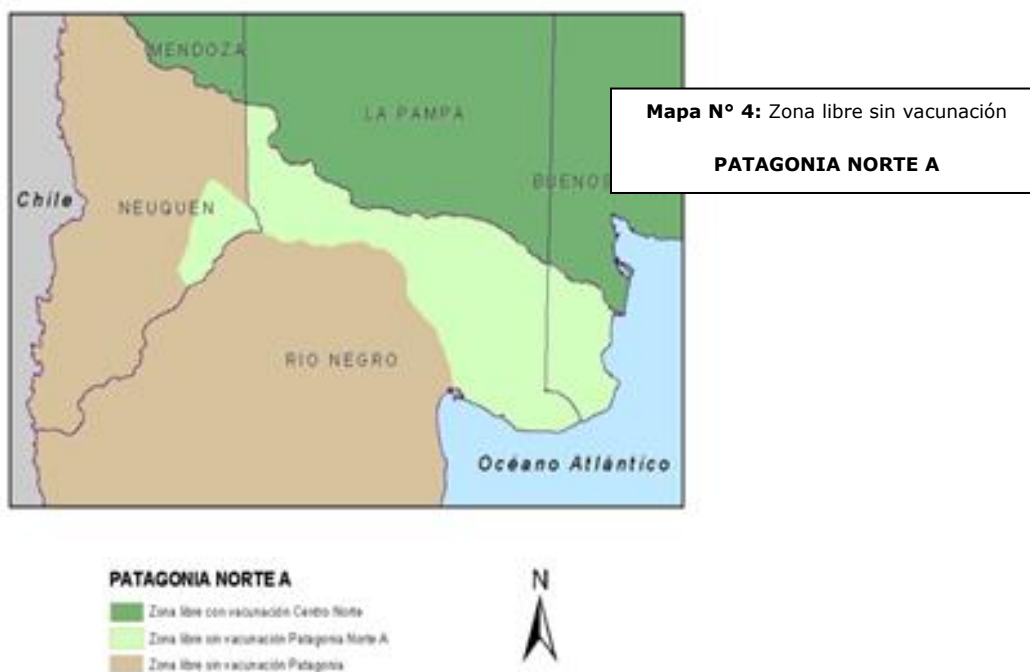 MENDOZA
LA PAMPA
Mapa N° 4: Zona libre sin vacunación
PATAGONIA NORTE A
BUENOS
Chile
NEUQUEN
RIO NEGRO
Océano Atlántico
PATAGONIA NORTE A
Zona libre con vacunación Centro Norte
Zona libre sin vacunación Patagonia Norte A
Zona libre sin vacunación Patagonia
N